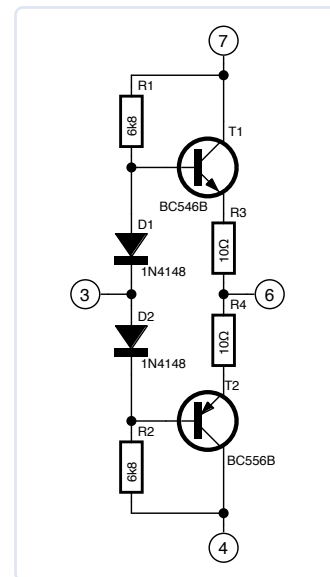 7
R1
6k8
T1
BC546B
R3
10Ω
D1
1N4148
3
6
R4
10Ω
D2
1N4148
T2
R2
6k8
BC556B
4